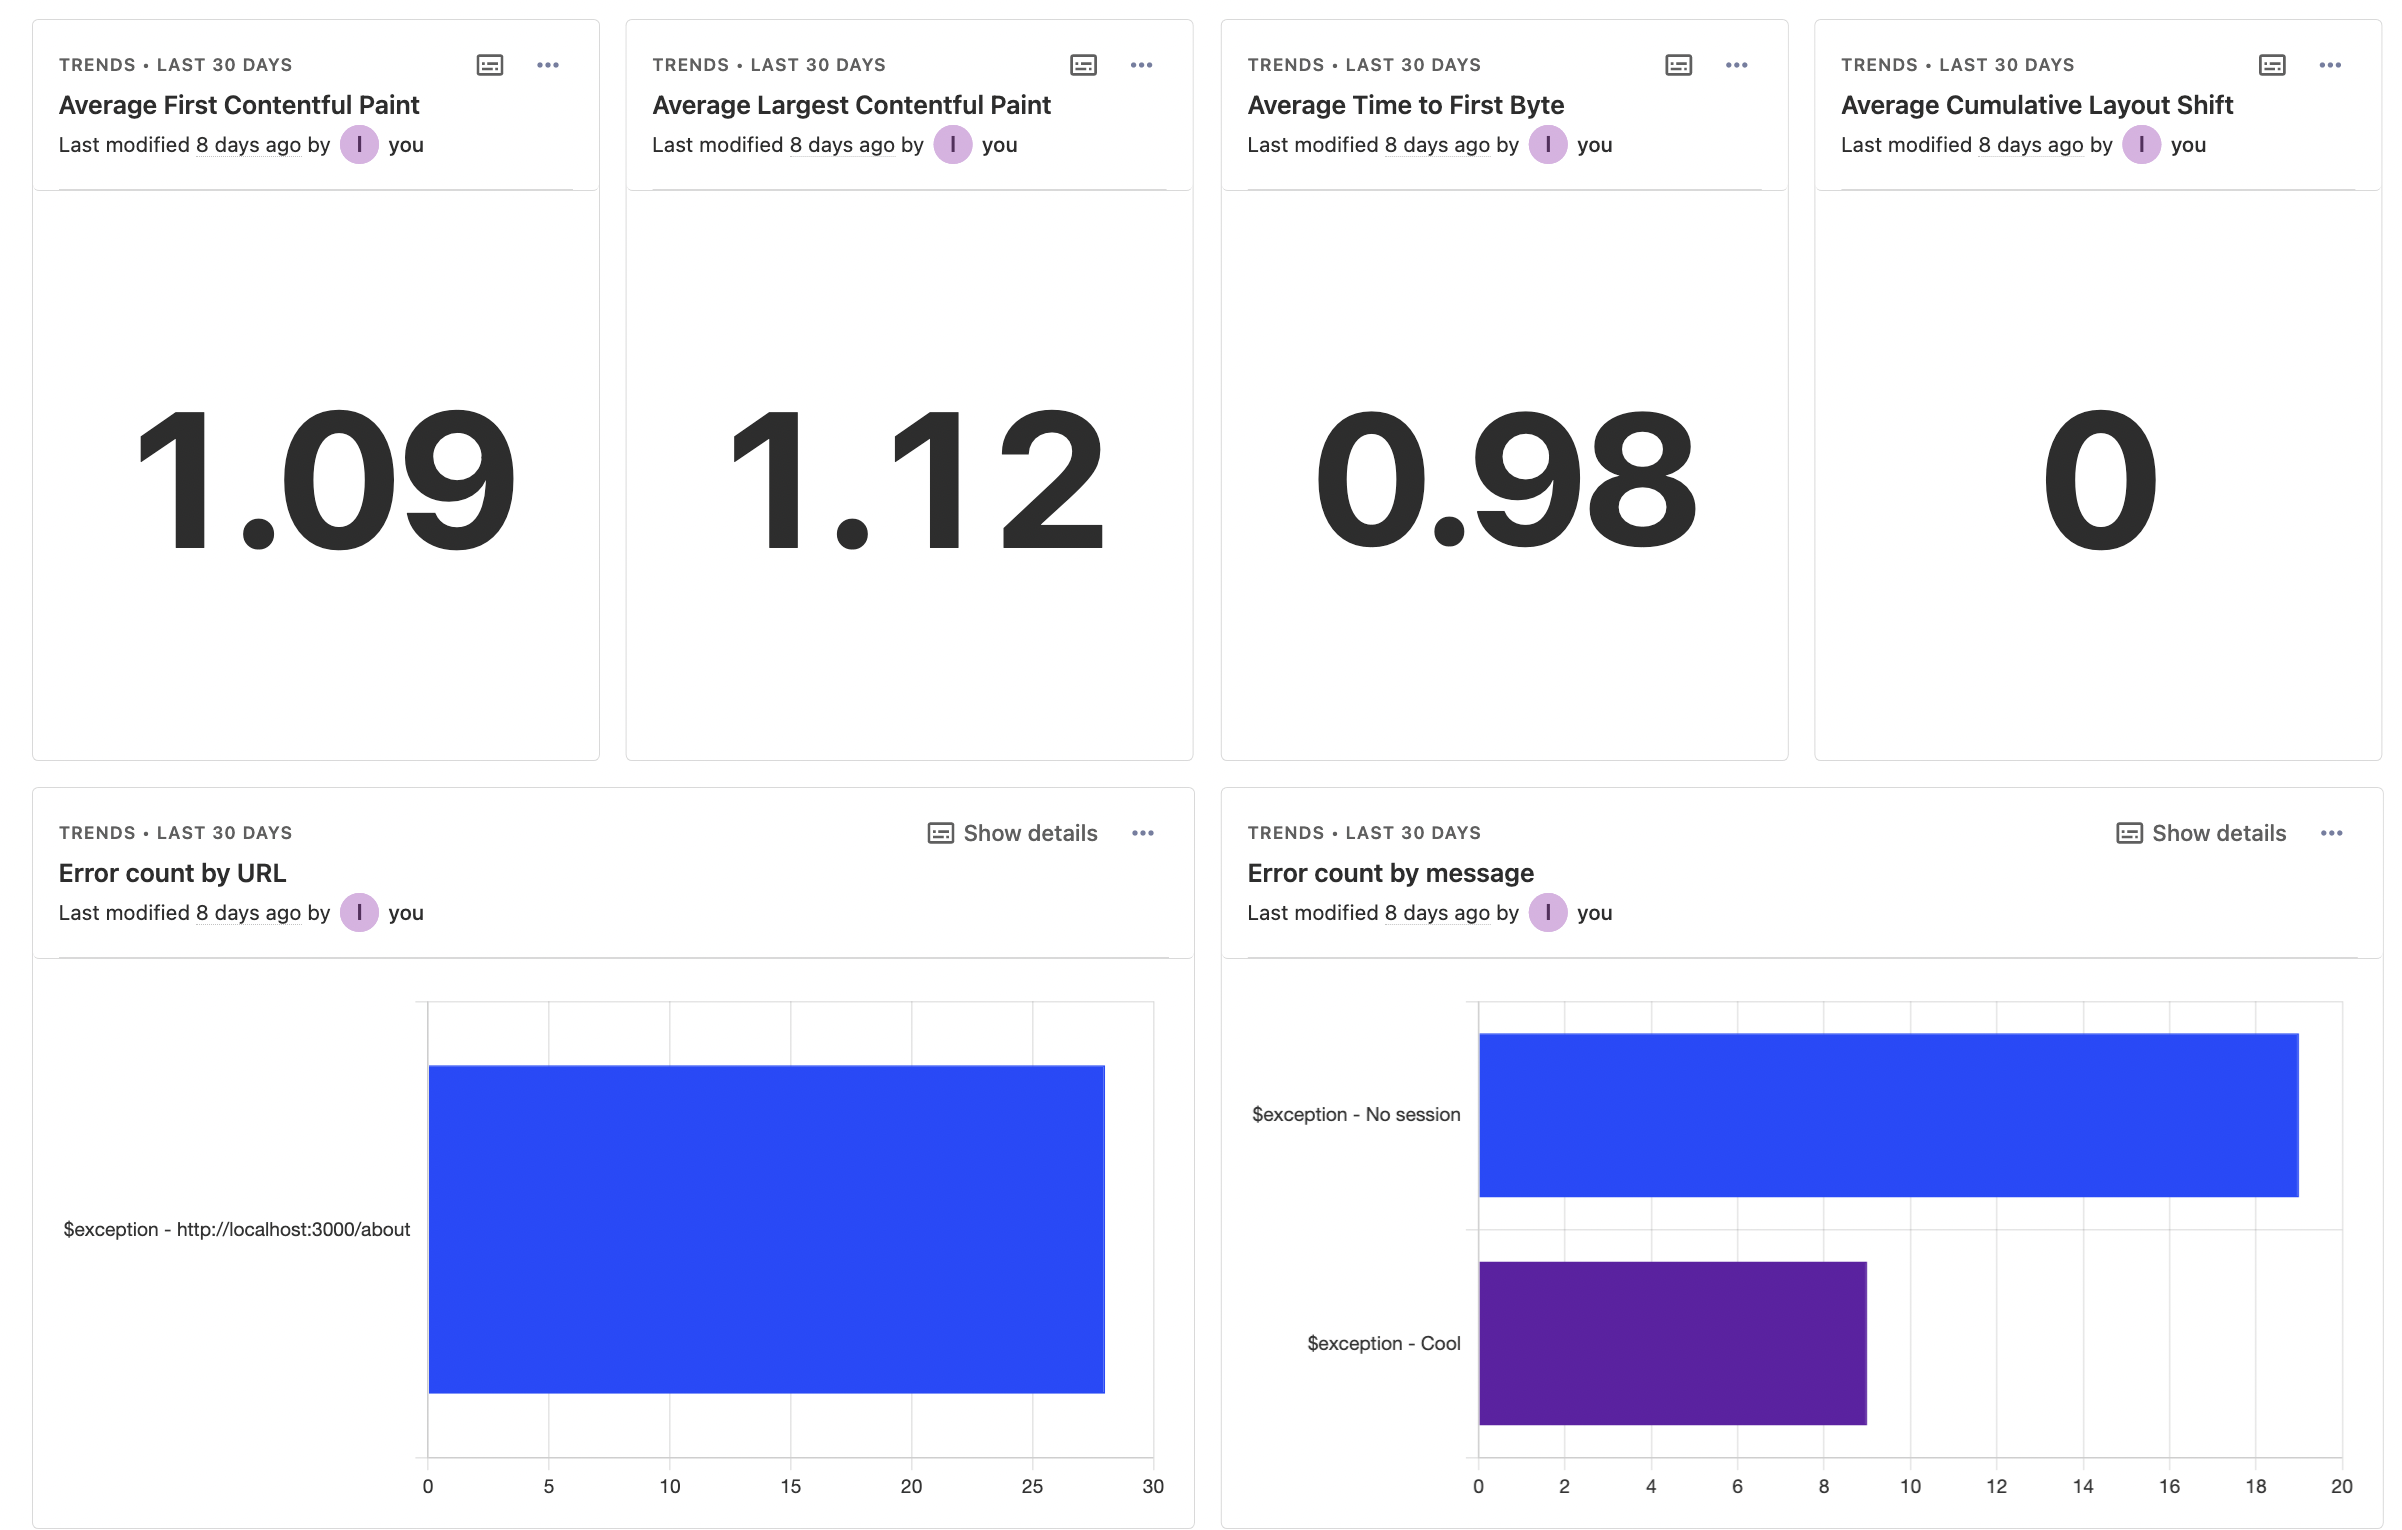 TRENDS • LAST 30 DAYS
Average First Contentful Paint
Last modified 8 days ago by I you
1.09
TRENDS • LAST 30 DAYS
Average Largest Contentful Paint
Last modified 8 days ago by I you
1.12
TRENDS • LAST 30 DAYS
Average Time to First Byte
Last modified 8 days ago by I you
0.98
TRENDS • LAST 30 DAYS
Average Cumulative Layout Shift
Last modified 8 days ago by I you
0
TRENDS • LAST 30 DAYS
Show details
Error count by URL
Last modified 8 days ago by I you
$exception - http://localhost:3000/about
0 5 10 15 20 25 30
TRENDS • LAST 30 DAYS
Show details
Error count by message
Last modified 8 days ago by I you
$exception - No session
$exception - Cool
0 2 4 6 8 10 12 14 16 18 20